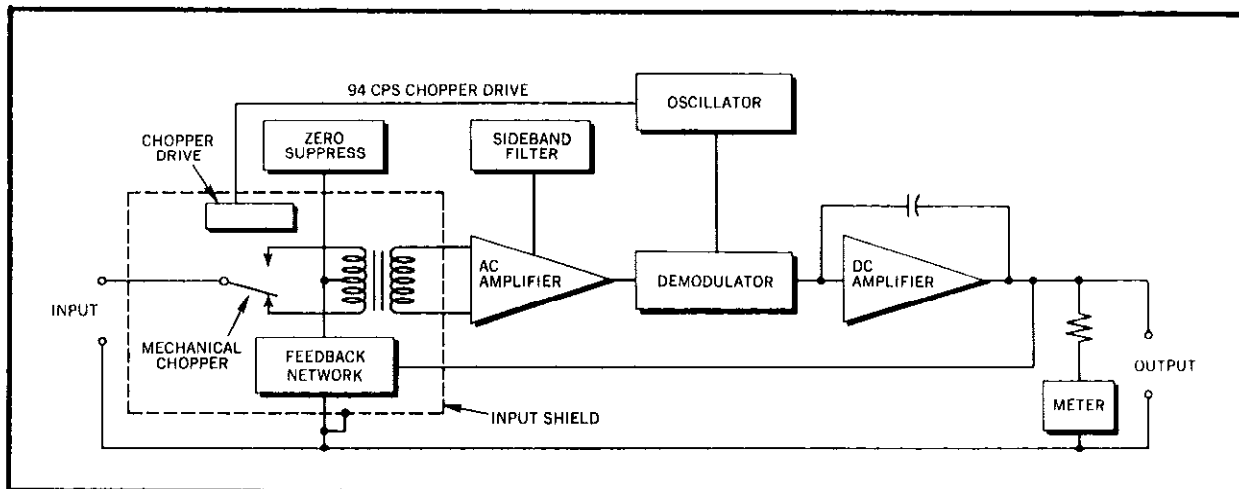 94 CPS CHOPPER DRIVE
OSCILLATOR
CHOPPER
DRIVE
ZERO
SUPPRESS
SIDEBAND
FILTER
AC
AMPLIFIER
DEMODULATOR
DC
AMPLIFIER
INPUT
MECHANICAL
CHOPPER
FEEDBACK
NETWORK
INPUT SHIELD
METER
OUTPUT